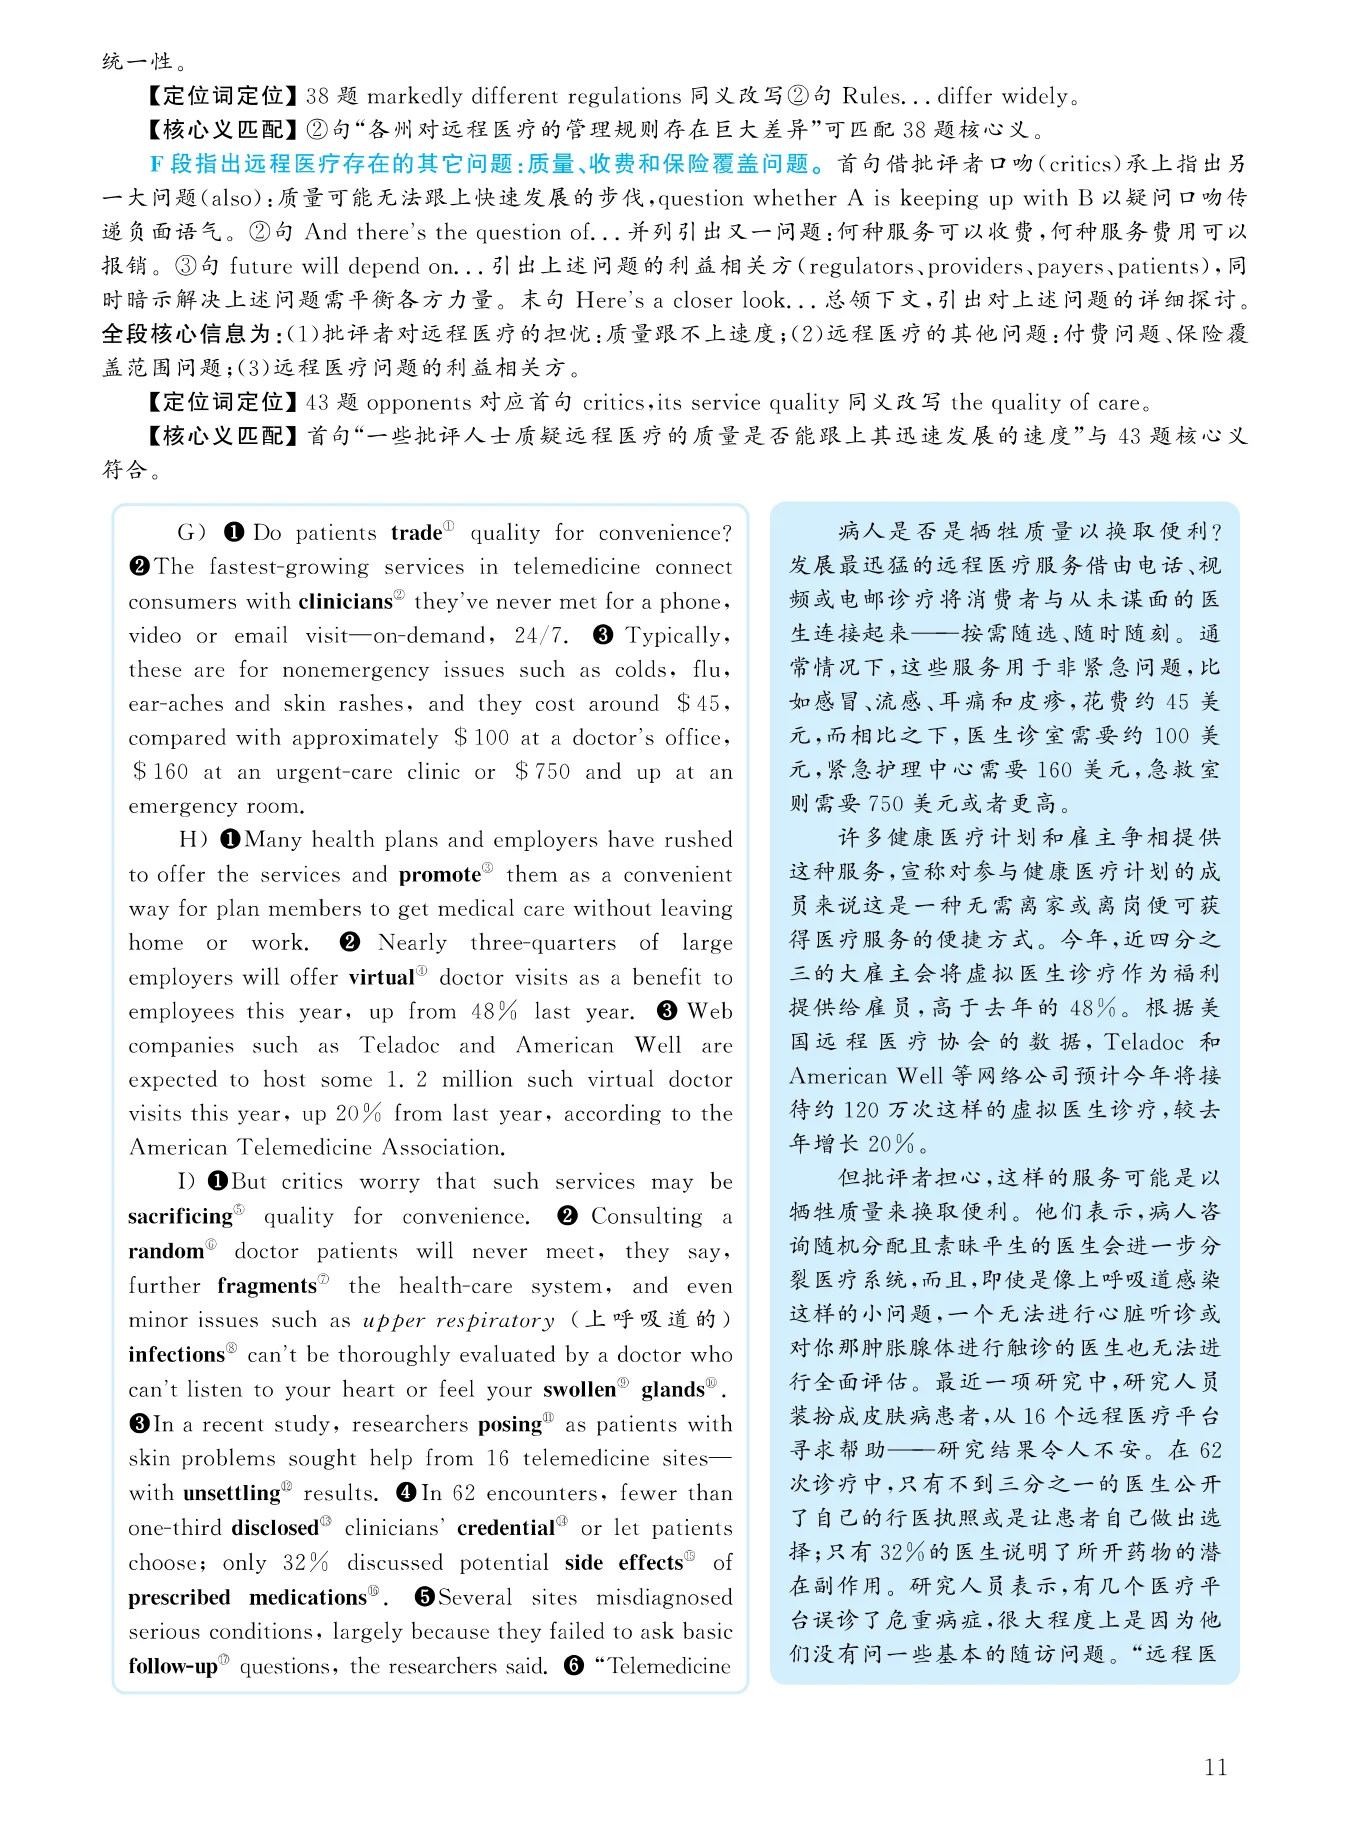 统一性。
【定位词定位】38 题 markedly different regulations 同义改写②句 Rules...differ widely。
【核心义匹配】②句“各州对远程医疗的管理规则存在巨大差异”可匹配 38 题核心义。
F 段指出远程医疗存在的其它问题:质量、收费和保险覆盖问题。首句借批评者口吻(critics)承上指出另
一大问题(also):质量可能无法跟上快速发展的步伐,question whether A is keeping up with B 以疑问口吻传
递负面语气。②句 And there's the question of...并列引出又一问题:何种服务可以收费,何种服务费用可以
报销。③句 future will depend on...引出上述问题的利益相关方(regulators、providers、payers、patients),同
时暗示解决上述问题需平衡各方力量。末句 Here's a closer look...总领下文,引出对上述问题的详细探讨。
全段核心信息为:(1)批评者对远程医疗的担忧:质量跟不上速度;(2)远程医疗的其他问题:付费问题、保险覆
盖范围问题;(3)远程医疗问题的利益相关方。
【定位词定位】43 题 opponents 对应首句 critics,its service quality 同义改写 the quality of care。
【核心义匹配】首句“一些批评人士质疑远程医疗的质量是否能跟上其迅速发展的速度”与 43 题核心义
符合。
G) ❶ Do patients trade① quality for convenience?
❷The fastest-growing services in telemedicine connect
consumers with clinicians② they've never met for a phone,
video or email visit—on-demand, 24/7. ❸ Typically,
these are for nonemergency issues such as colds, flu,
ear-aches and skin rashes, and they cost around ＄45,
compared with approximately ＄100 at a doctor's office,
＄160 at an urgent-care clinic or ＄750 and up at an
emergency room.
H) ❶Many health plans and employers have rushed
to offer the services and promote③ them as a convenient
way for plan members to get medical care without leaving
home or work. ❷ Nearly three-quarters of large
employers will offer virtual④ doctor visits as a benefit to
employees this year, up from 48% last year. ❸ Web
companies such as Teladoc and American Well are
expected to host some 1.2 million such virtual doctor
visits this year, up 20% from last year, according to the
American Telemedicine Association.
I) ❶But critics worry that such services may be
sacrificing⑤ quality for convenience. ❷ Consulting a
random⑥ doctor patients will never meet, they say,
further fragments⑦ the health-care system, and even
minor issues such as upper respiratory (上呼吸道的)
infections⑧ can't be thoroughly evaluated by a doctor who
can't listen to your heart or feel your swollen⑨ glands⑩.
❸In a recent study, researchers posing⑪ as patients with
skin problems sought help from 16 telemedicine sites—
with unsettling⑫ results. ❹In 62 encounters, fewer than
one-third disclosed⑬ clinicians' credential⑭ or let patients
choose; only 32% discussed potential side effects⑮ of
prescribed medications⑯. ❺Several sites misdiagnosed
serious conditions, largely because they failed to ask basic
follow-up⑰ questions, the researchers said. ❻ “Telemedicine
病人是否是牺牲质量以换取便利?
发展最迅猛的远程医疗服务借由电话、视
频或电邮诊疗将消费者与从未谋面的医
生连接起来——按需随选、随时随刻。通
常情况下,这些服务用于非紧急问题,比
如感冒、流感、耳痛和皮疹,花费约 45 美
元,而相比之下,医生诊室需要约 100 美
元,紧急护理中心需要 160 美元,急救室
则需要 750 美元或者更高。
许多健康医疗计划和雇主争相提供
这种服务,宣称对参与健康医疗计划的成
员来说这是一种无需离家或离岗便可获
得医疗服务的便捷方式。今年,近四分之
三的大雇主会将虚拟医生诊疗作为福利
提供给雇员,高于去年的 48%。根据美
国远程医疗协会的数据,Teladoc 和
American Well 等网络公司预计今年将接
待约 120 万次这样的虚拟医生诊疗,较去
年增长 20%。
但批评者担心,这样的服务可能是以
牺牲质量来换取便利。他们表示,病人咨
询随机分配且素昧平生的医生会进一步分
裂医疗系统,而且,即使是像上呼吸道感染
这样的小问题,一个无法进行心脏听诊或
对你那肿胀腺体进行触诊的医生也无法进
行全面评估。最近一项研究中,研究人员
装扮成皮肤病患者,从 16 个远程医疗平台
寻求帮助——研究结果令人不安。在 62
次诊疗中,只有不到三分之一的医生公开
了自己的行医执照或是让患者自己做出选
择;只有 32%的医生说明了所开药物的潜
在副作用。研究人员表示,有几个医疗平
台误诊了危重病症,很大程度上是因为他
们没有问一些基本的随访问题。“远程医
11